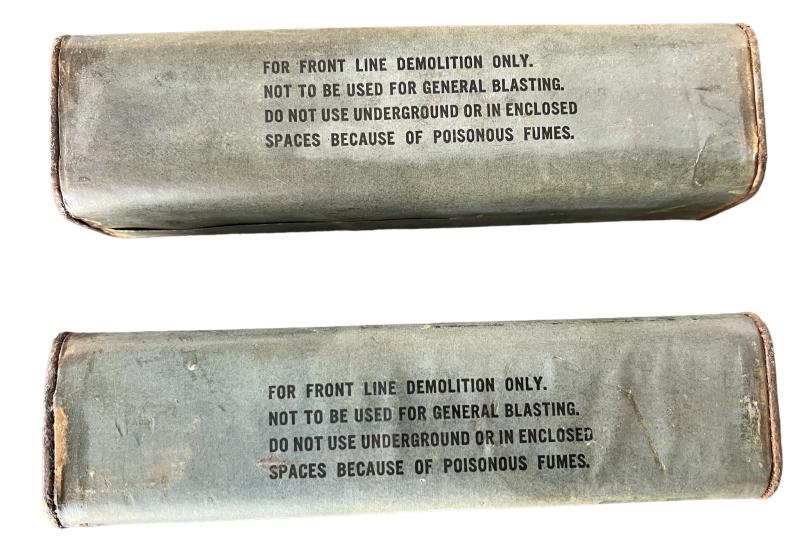 FOR FRONT LINE DEMOLITION ONLY.
NOT TO BE USED FOR GENERAL BLASTING.
DO NOT USE UNDERGROUND OR IN ENCLOSED
SPACES BECAUSE OF POISONOUS FUMES.
FOR FRONT LINE DEMOLITION ONLY.
NOT TO BE USED FOR GENERAL BLASTING.
DO NOT USE UNDERGROUND OR IN ENCLOSED
SPACES BECAUSE OF POISONOUS FUMES.